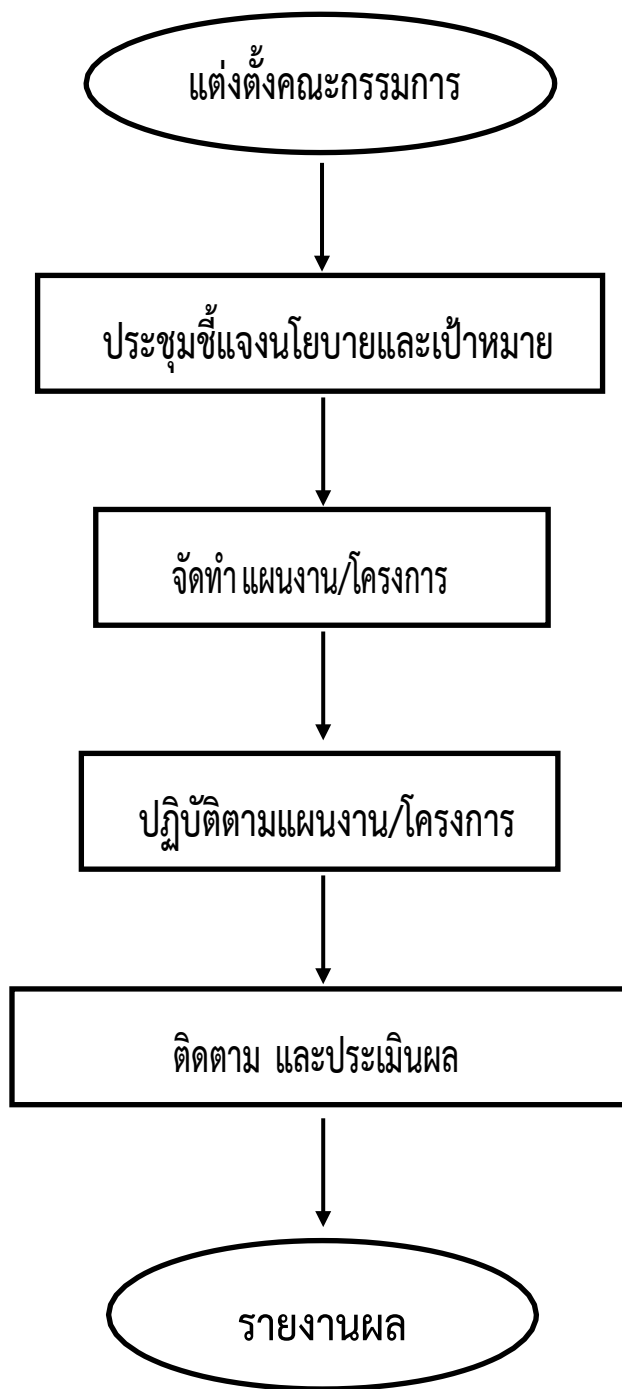 แต่งตั้งคณะกรรมการ
ประชุมชี้แจงนโยบายและเป้าหมาย
จัดทำ แผนงาน/โครงการ
ปฏิบัติตามแผนงาน/โครงการ
ติดตาม และประเมินผล
รายงานผล